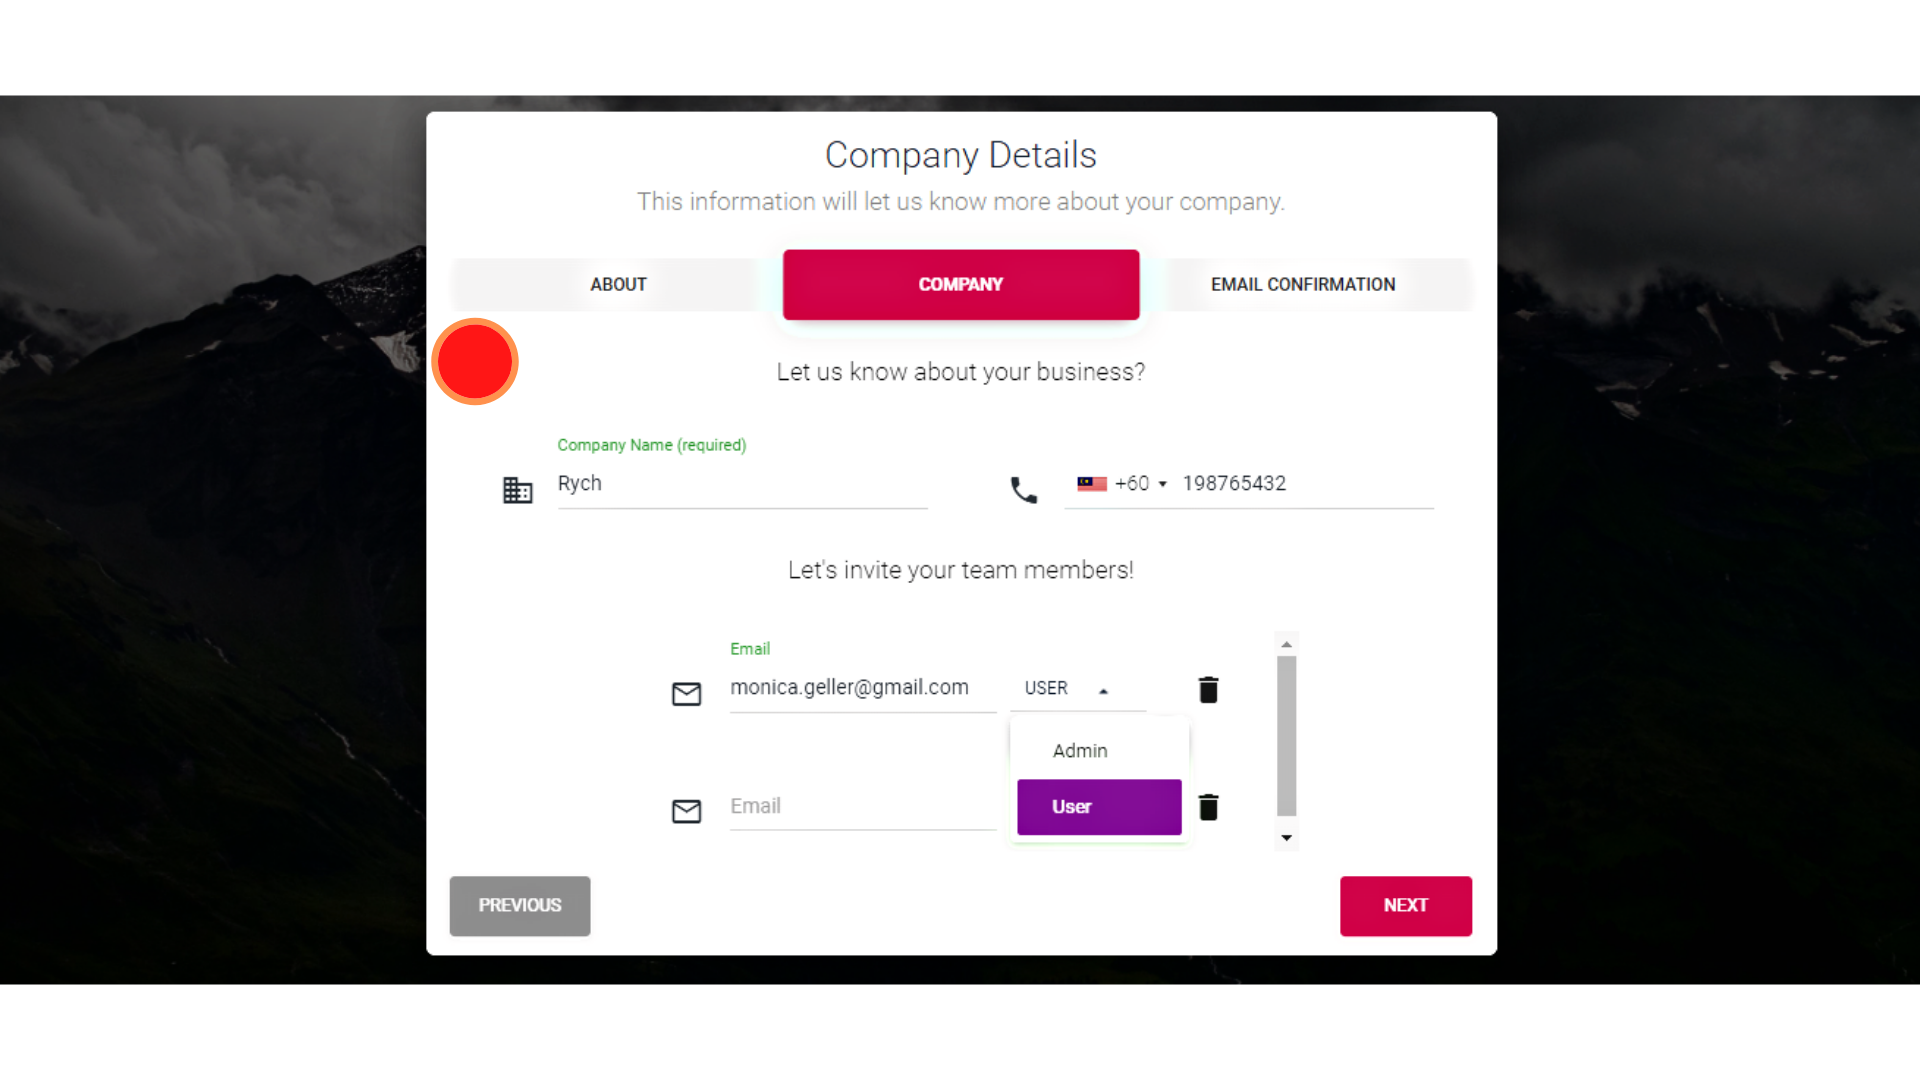 Company Details
This information will let us know more about your company.
ABOUT
COMPANY
EMAIL CONFIRMATION
Let us know about your business?
Company Name (required)
Rych
+60 198765432
Let's invite your team members!
Email
monica.geller@gmail.com
USER
Admin
User
Email
PREVIOUS
NEXT